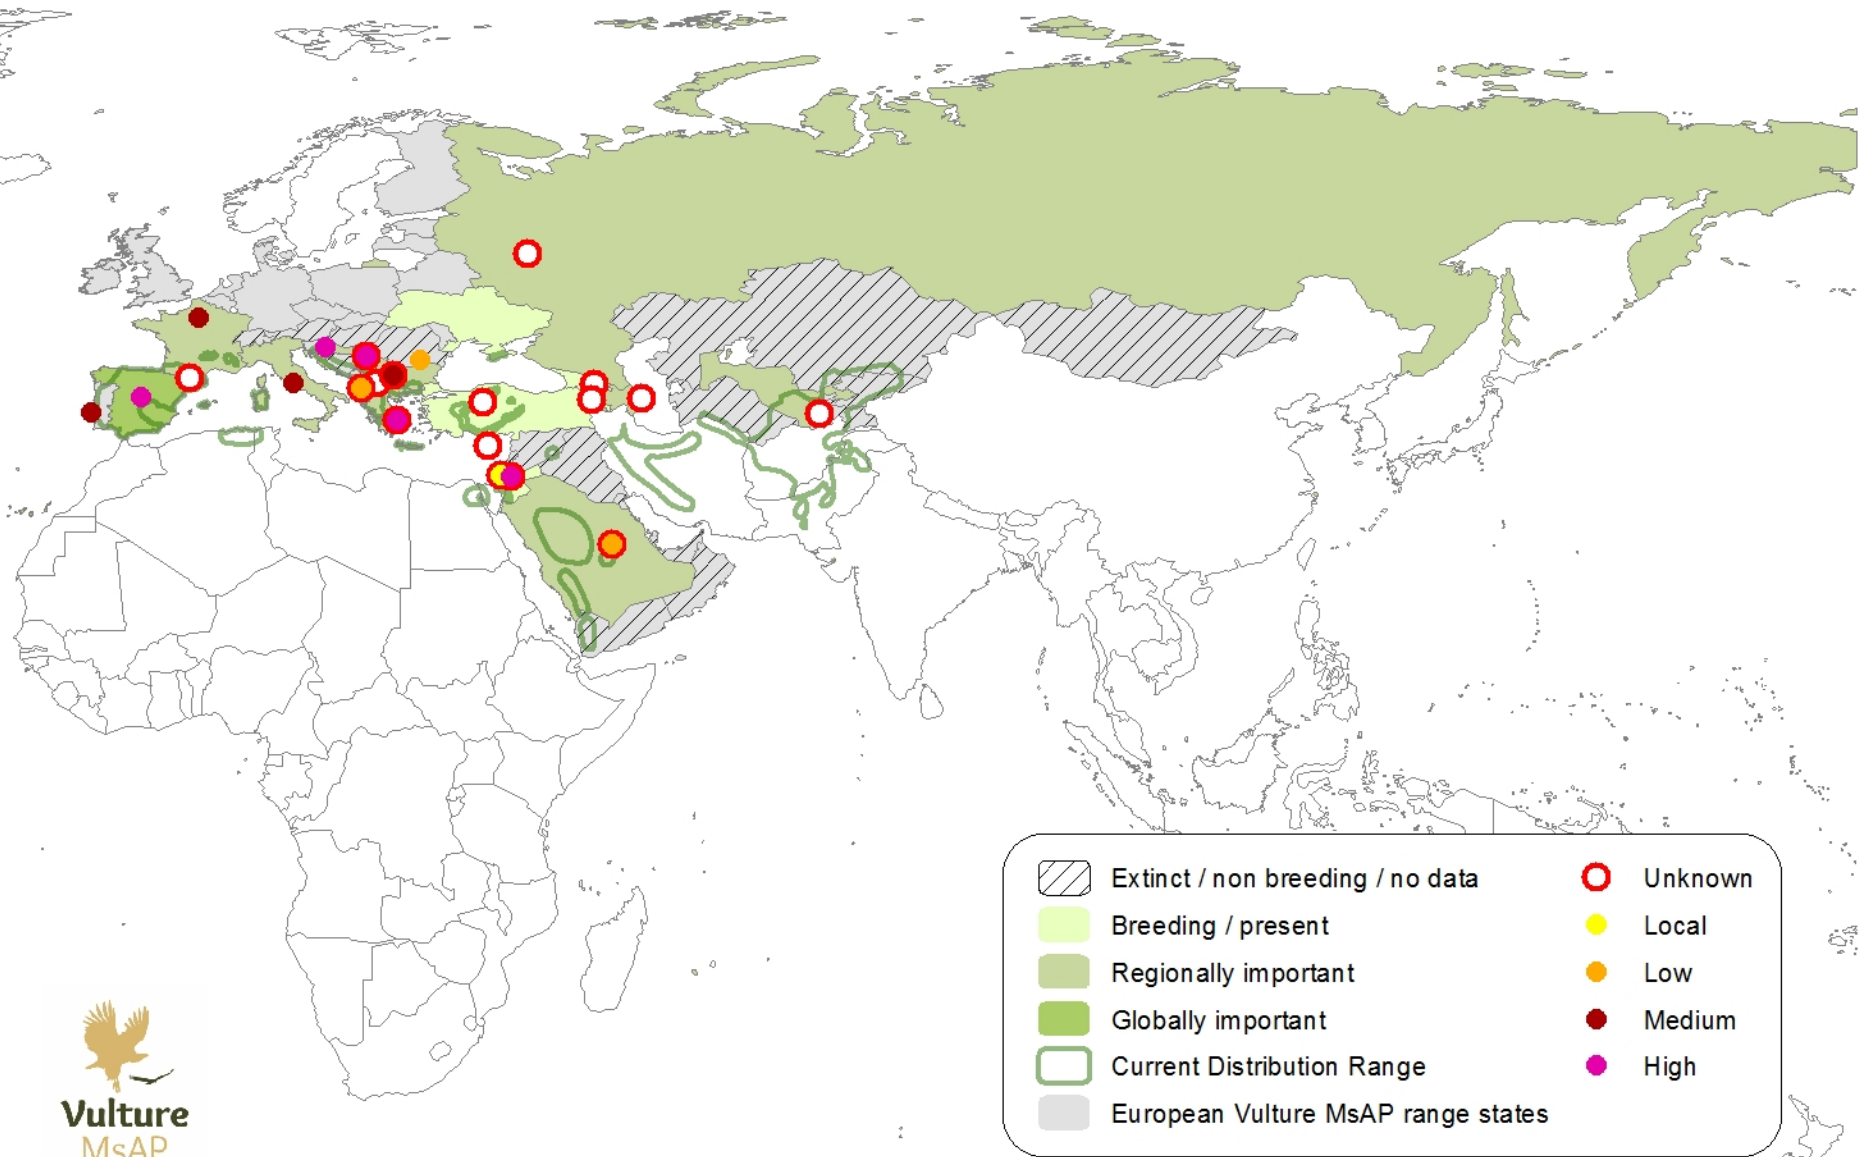 Extinct / non breeding / no data
Breeding / present
Regionally important
Globally important
Current Distribution Range
European Vulture MsAP range states
Unknown
Local
Low
Medium
High
Vulture
MsAP